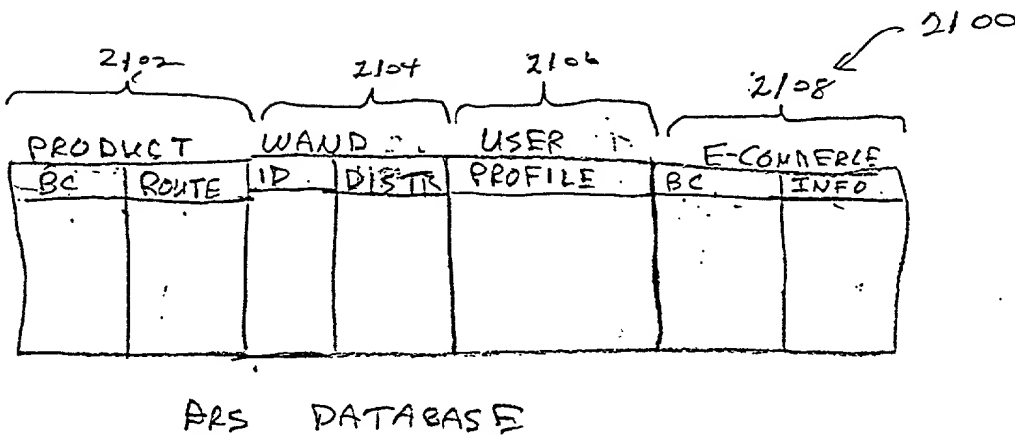 2100
2102 2104 2106 2108
PRODUCT WAND USER E-COMMERCE
BC ROUTE ID DISTR PROFILE BC INFO
ARS DATABASE